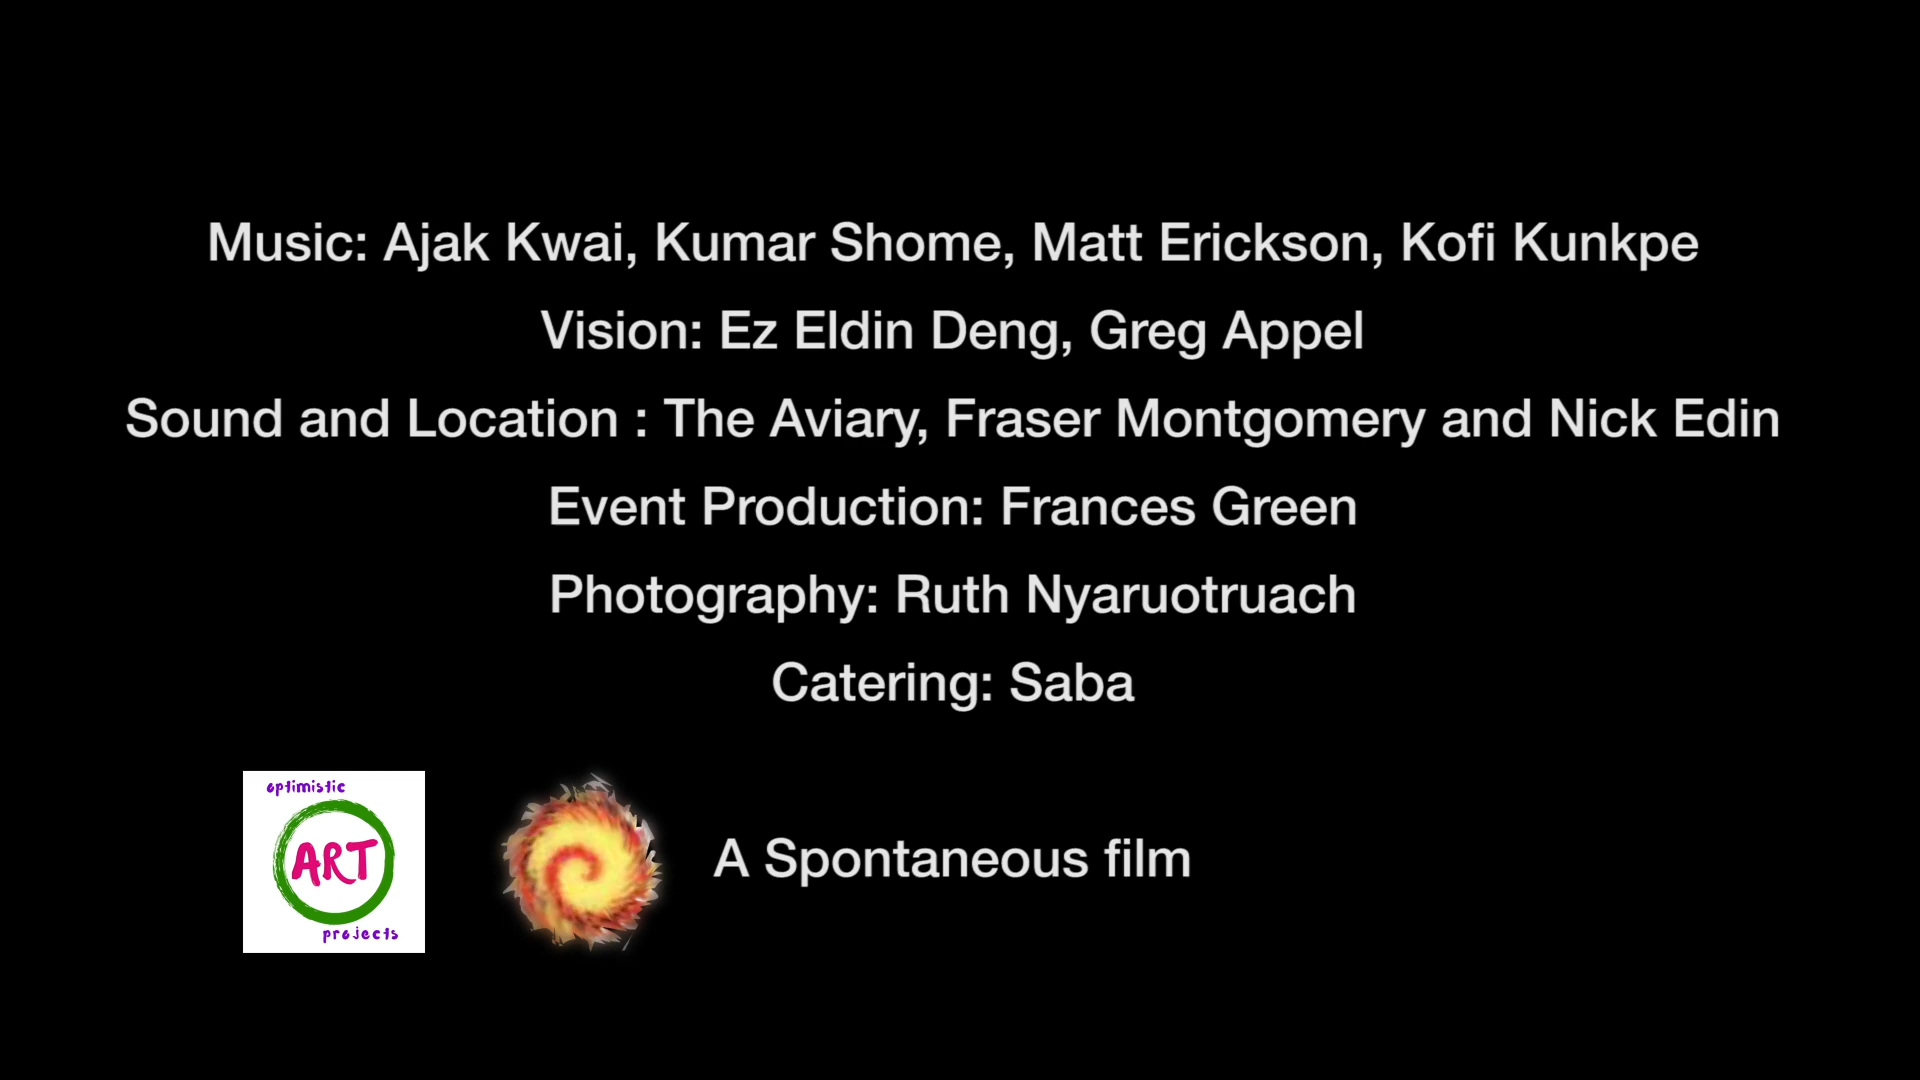 Music: Ajak Kwai, Kumar Shome, Matt Erickson, Kofi Kunkpe
Vision: Ez Eldin Deng, Greg Appel
Sound and Location : The Aviary, Fraser Montgomery and Nick Edin
Event Production: Frances Green
Photography: Ruth Nyaruotruach
Catering: Saba
optimistic
ART
projects
A Spontaneous film